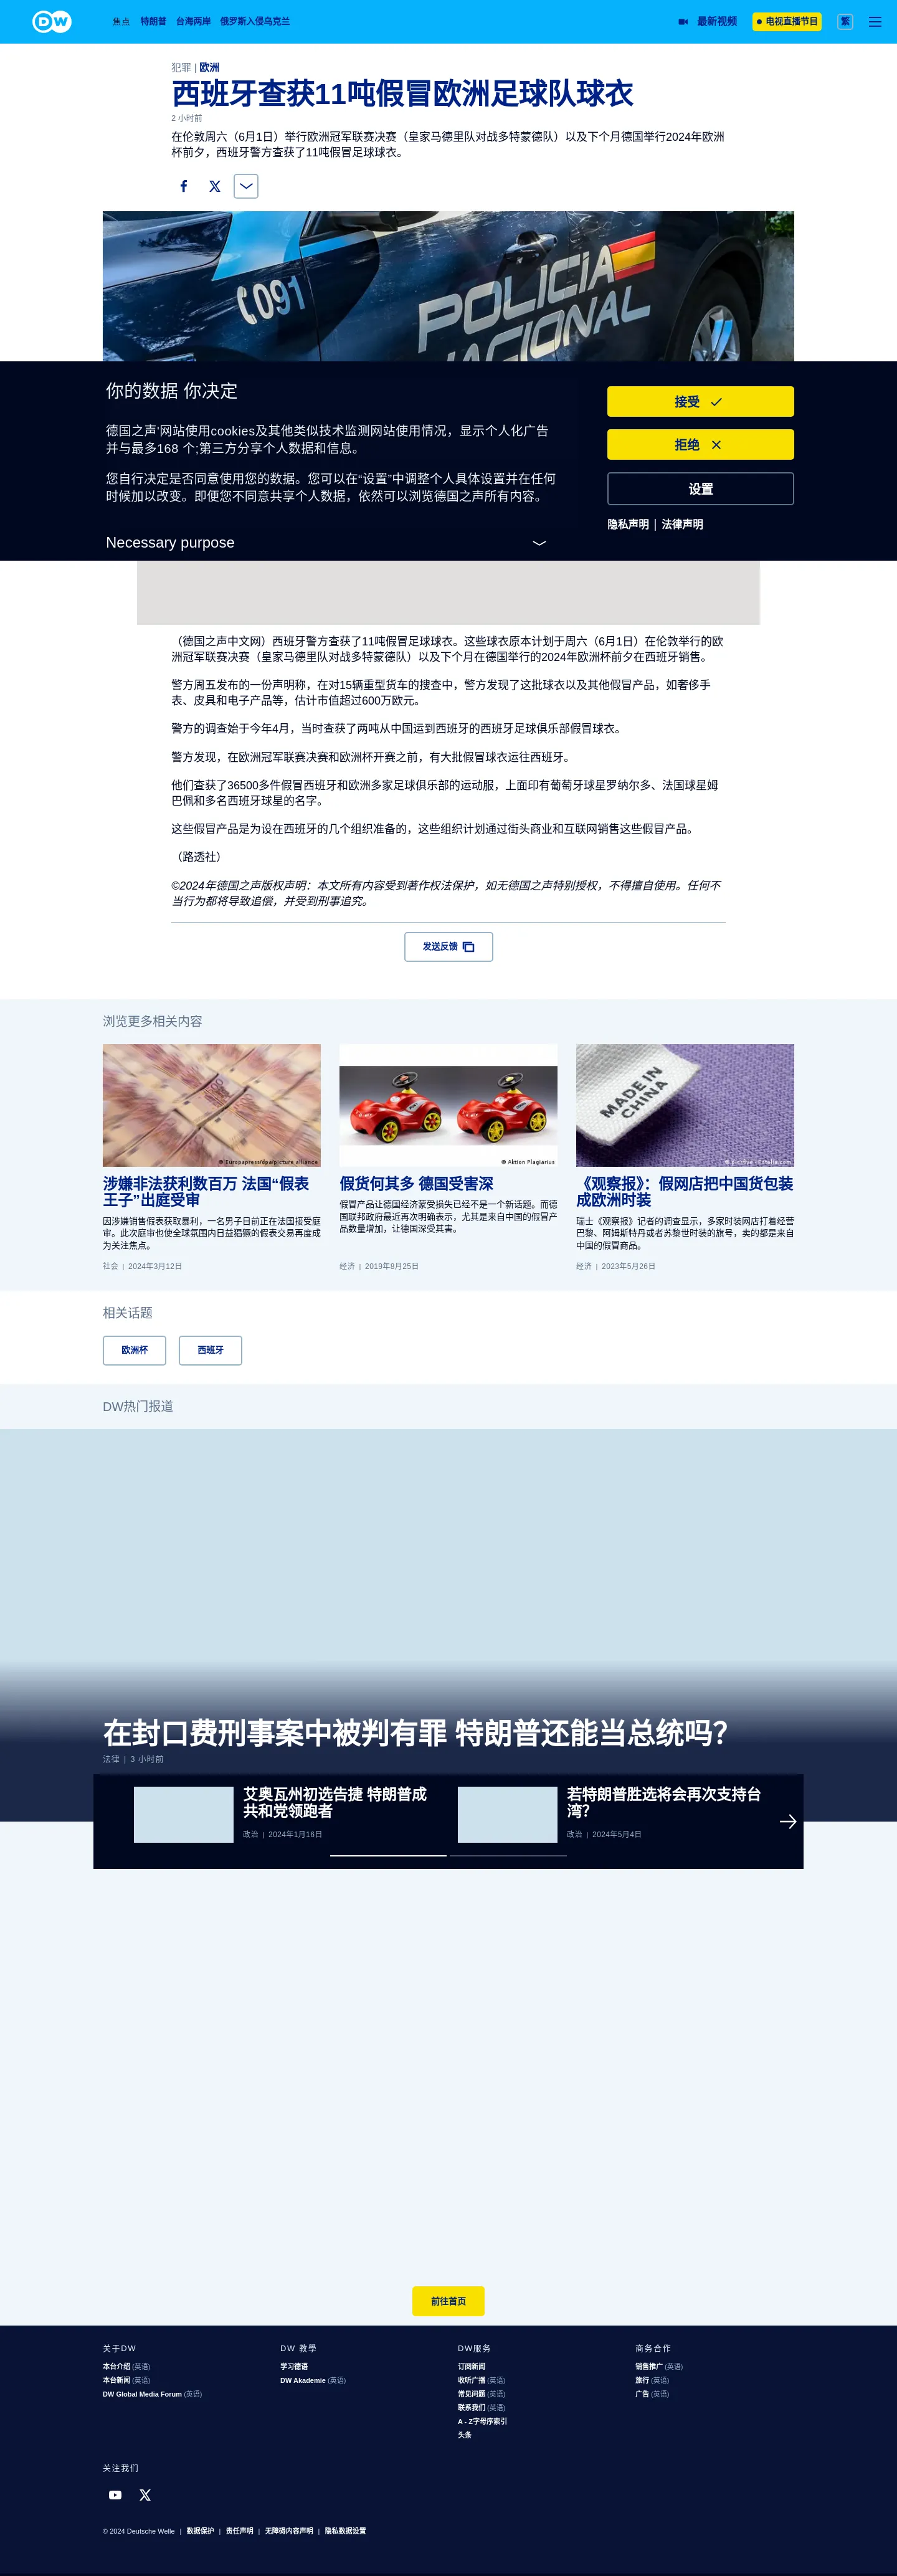 DW
焦点 特朗普 台海两岸 俄罗斯入侵乌克兰
最新视频
电视直播节目
繁
犯罪 | 欧洲
西班牙查获11吨假冒欧洲足球队球衣
2 小时前
在伦敦周六（6月1日）举行欧洲冠军联赛决赛（皇家马德里队对战多特蒙德队）以及下个月德国举行2024年欧洲
杯前夕，西班牙警方查获了11吨假冒足球球衣。
C091
POLICÍA
NACIONAL
你的数据 你决定
德国之声'网站使用cookies及其他类似技术监测网站使用情况，显示个人化广告
并与最多168 个;第三方分享个人数据和信息。
您自行决定是否同意使用您的数据。您可以在“设置”中调整个人具体设置并在任何
时候加以改变。即便您不同意共享个人数据，依然可以浏览德国之声所有内容。
Necessary purpose
接受
拒绝
设置
隐私声明 | 法律声明
（德国之声中文网）西班牙警方查获了11吨假冒足球球衣。这些球衣原本计划于周六（6月1日）在伦敦举行的欧
洲冠军联赛决赛（皇家马德里队对战多特蒙德队）以及下个月在德国举行的2024年欧洲杯前夕在西班牙销售。
警方周五发布的一份声明称，在对15辆重型货车的搜查中，警方发现了这批球衣以及其他假冒产品，如奢侈手
表、皮具和电子产品等，估计市值超过600万欧元。
警方的调查始于今年4月，当时查获了两吨从中国运到西班牙的西班牙足球俱乐部假冒球衣。
警方发现，在欧洲冠军联赛决赛和欧洲杯开赛之前，有大批假冒球衣运往西班牙。
他们查获了36500多件假冒西班牙和欧洲多家足球俱乐部的运动服，上面印有葡萄牙球星罗纳尔多、法国球星姆
巴佩和多名西班牙球星的名字。
这些假冒产品是为设在西班牙的几个组织准备的，这些组织计划通过街头商业和互联网销售这些假冒产品。
（路透社）
©2024年德国之声版权声明：本文所有内容受到著作权法保护，如无德国之声特别授权，不得擅自使用。任何不
当行为都将导致追偿，并受到刑事追究。
发送反馈
浏览更多相关内容
© Europapress/dpa/picture alliance
涉嫌非法获利数百万 法国“假表
王子”出庭受审
因涉嫌销售假表获取暴利，一名男子目前正在法国接受庭
审。此次庭审也使全球氛围内日益猖獗的假表交易再度成
为关注焦点。
社会 | 2024年3月12日
© Aktion Plagiarius
假货何其多 德国受害深
假冒产品让德国经济蒙受损失已经不是一个新话题。而德
国联邦政府最近再次明确表示，尤其是来自中国的假冒产
品数量增加，让德国深受其害。
经济 | 2019年8月25日
MADE IN
CHINA
《观察报》：假网店把中国货包装
成欧洲时装
瑞士《观察报》记者的调查显示，多家时装网店打着经营
巴黎、阿姆斯特丹或者苏黎世时装的旗号，卖的都是来自
中国的假冒商品。
经济 | 2023年5月26日
相关话题
欧洲杯
西班牙
DW热门报道
在封口费刑事案中被判有罪 特朗普还能当总统吗？
法律 | 3 小时前
艾奥瓦州初选告捷 特朗普成
共和党领跑者
政治 | 2024年1月16日
若特朗普胜选将会再次支持台
湾？
政治 | 2024年5月4日
前往首页
关于DW
本台介绍 (英语)
本台新闻 (英语)
DW Global Media Forum (英语)
DW 教學
学习德语
DW Akademie (英语)
DW服务
订阅新闻
收听广播 (英语)
常见问题 (英语)
联系我们 (英语)
A - Z字母序索引
头条
商务合作
销售推广 (英语)
旅行 (英语)
广告 (英语)
关注我们
© 2024 Deutsche Welle | 数据保护 | 责任声明 | 无障碍内容声明 | 隐私数据设置